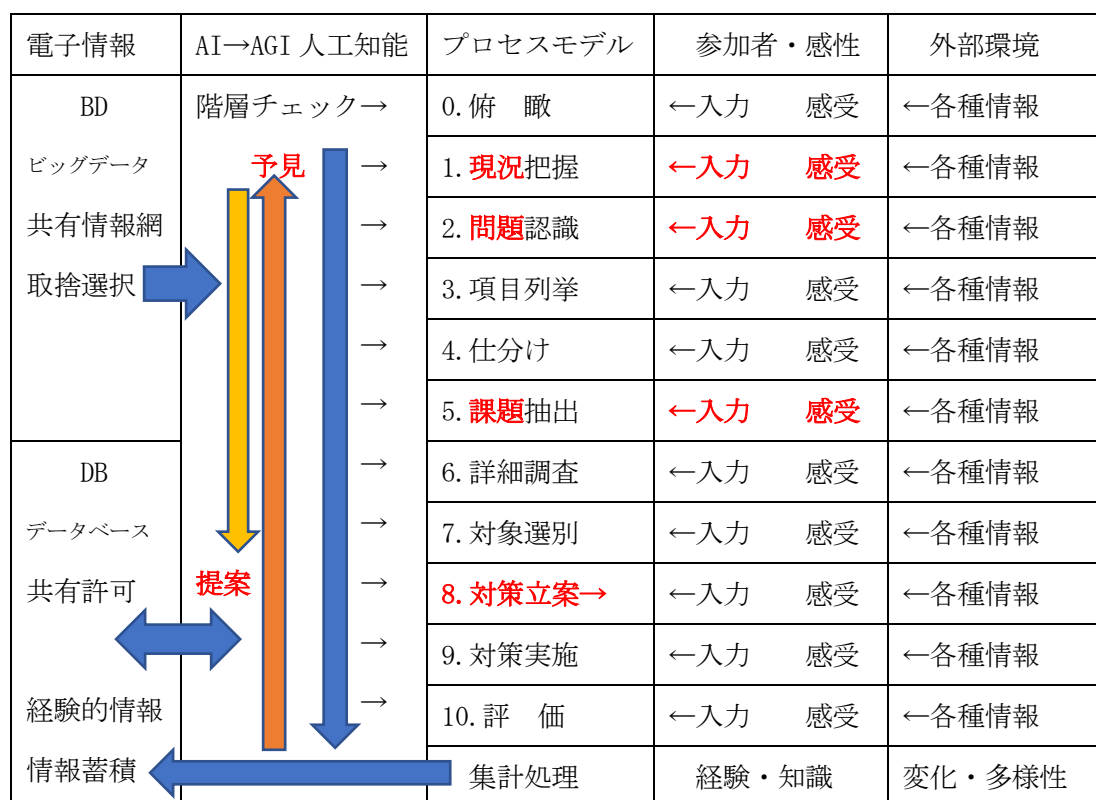 電子情報 AI→AGI 人工知能 プロセスモデル 参加者・感性 外部環境
BD 階層チェック→ 0.俯　瞰 ←入力　感受 ←各種情報
ビッグデータ 予見 → 1.現況把握 ←入力　感受 ←各種情報
共有情報網 → 2.問題認識 ←入力　感受 ←各種情報
取捨選択 → 3.項目列挙 ←入力　感受 ←各種情報
→ 4.仕分け ←入力　感受 ←各種情報
→ 5.課題抽出 ←入力　感受 ←各種情報
DB → 6.詳細調査 ←入力　感受 ←各種情報
データベース → 7.対象選別 ←入力　感受 ←各種情報
共有許可 提案 → 8.対策立案→ ←入力　感受 ←各種情報
→ 9.対策実施 ←入力　感受 ←各種情報
経験的情報 → 10.評　価 ←入力　感受 ←各種情報
情報蓄積 集計処理 経験・知識 変化・多様性